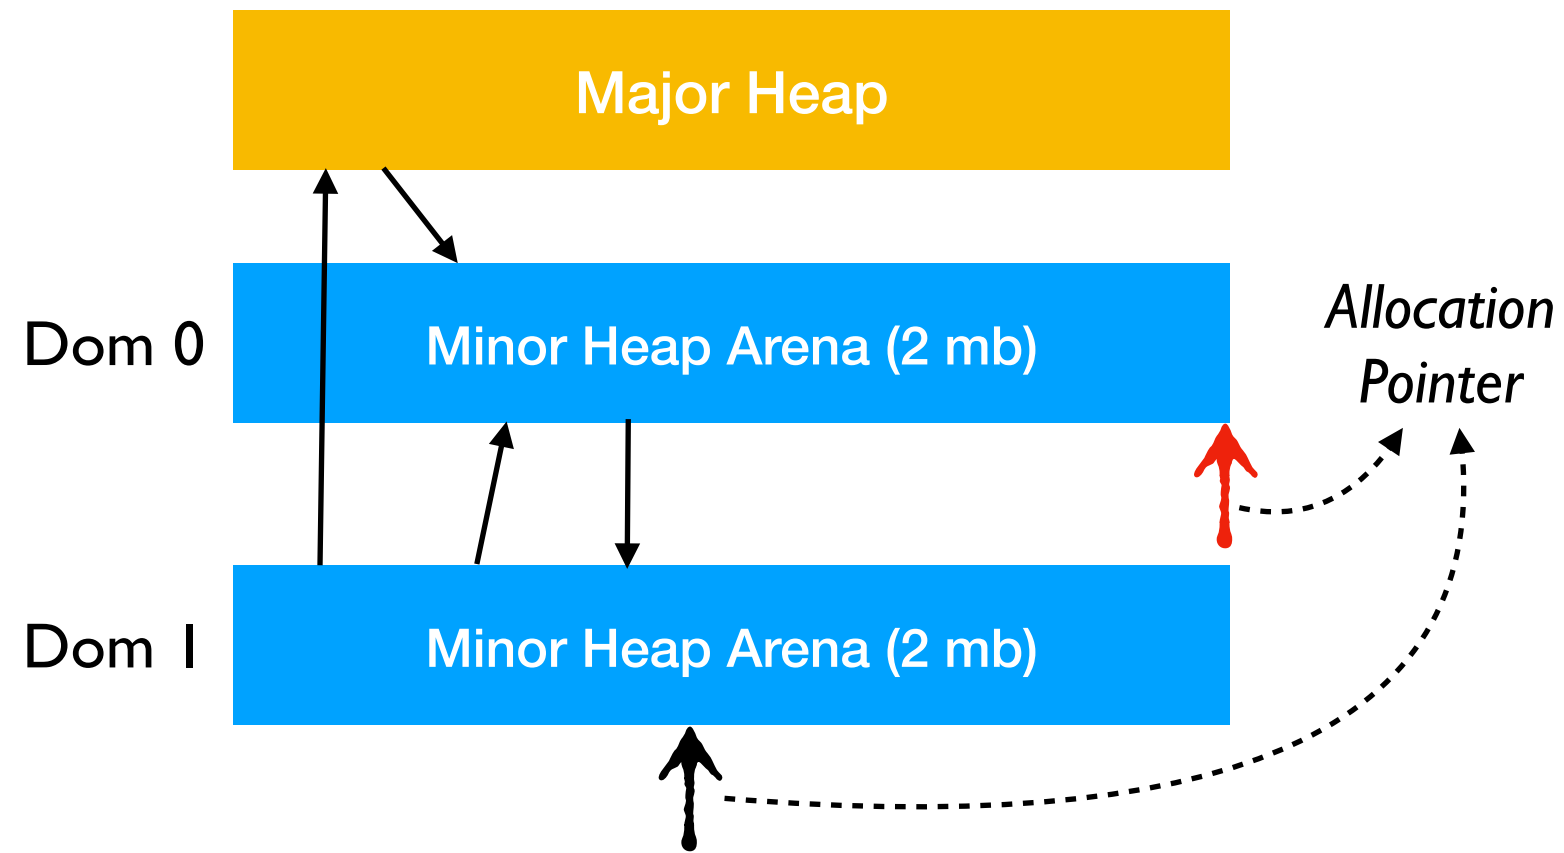 Major Heap
Dom 0
Minor Heap Arena (2 mb)
Allocation
Pointer
Dom 1
Minor Heap Arena (2 mb)